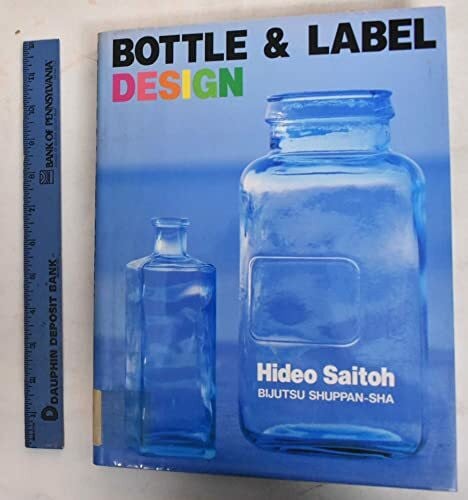 BOTTLE & LABEL
DESIGN
Hideo Saitoh
BIJUTSU SHUPPAN-SHA
DAUPHIN DEPOSIT BANK
BANK OF PENNSYLVANIA